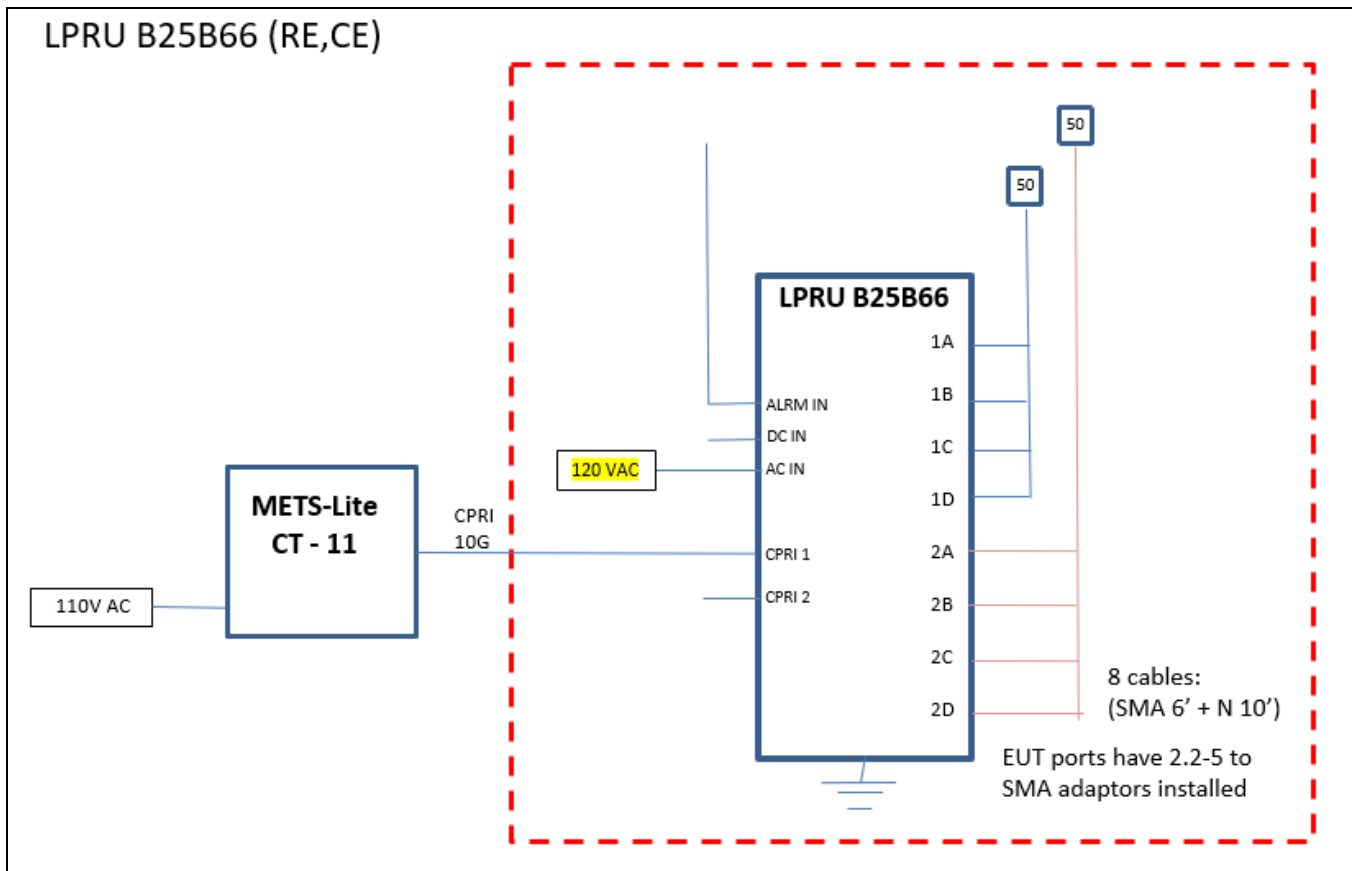 LPRU B25B66 (RE,CE)
50
50
LPRU B25B66
1A
1B
ALRM IN
DC IN
1C
120 VAC
AC IN
1D
METS-Lite
CT - 11
CPRI
10G
CPRI 1
2A
110V AC
CPRI 2
2B
2C
2D
8 cables:
(SMA 6’ + N 10’)
EUT ports have 2.2-5 to
SMA adaptors installed